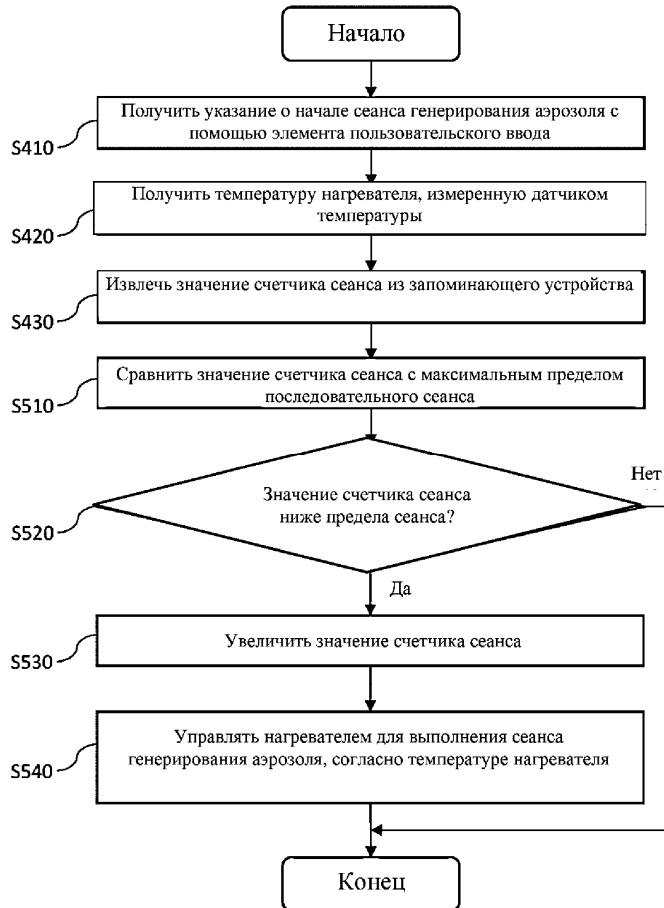 Начало
Получить указание о начале сеанса генерирования аэрозоля с
помощью элемента пользовательского ввода
S410
Получить температуру нагревателя, измеренную датчиком
температуры
S420
Извлечь значение счетчика сеанса из запоминающего устройства
S430
Сравнить значение счетчика сеанса с максимальным пределом
последовательного сеанса
S510
Нет
Значение счетчика сеанса
ниже предела сеанса?
S520
Да
Увеличить значение счетчика сеанса
S530
Управлять нагревателем для выполнения сеанса
генерирования аэрозоля, согласно температуре нагревателя
S540
Конец